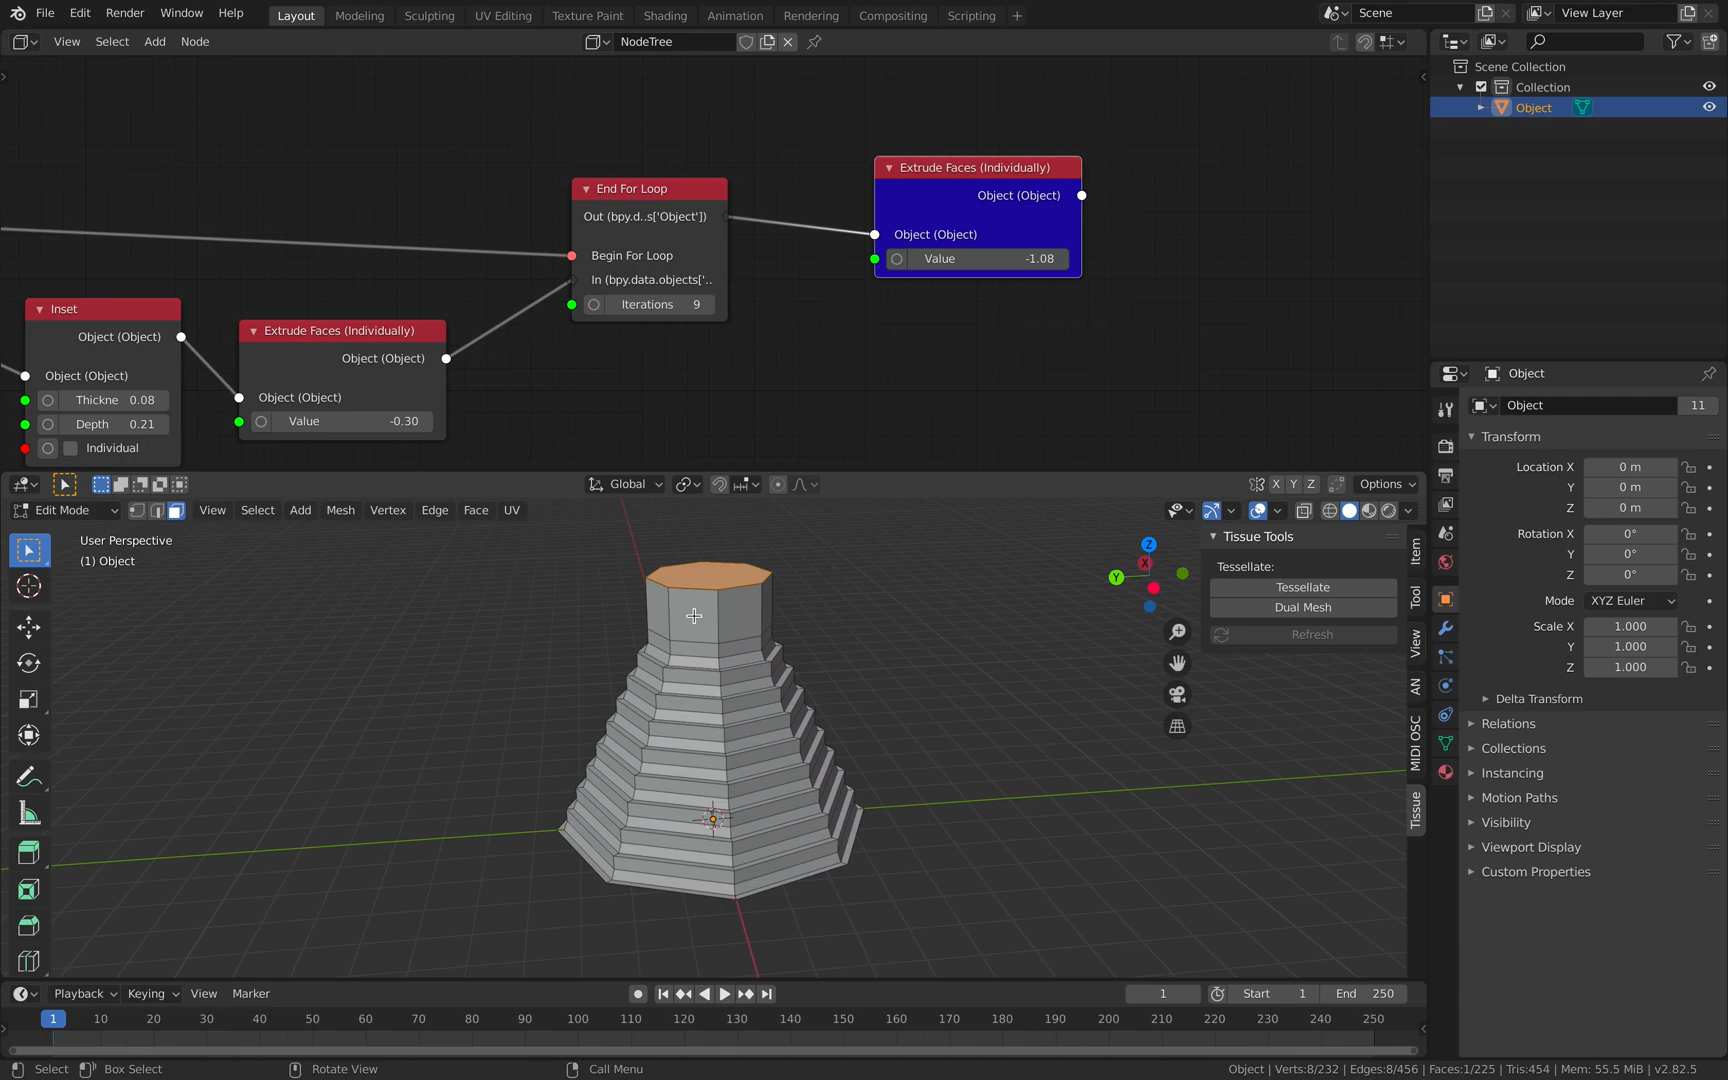 File Edit Render Window Help
Layout Modeling Sculpting UV Editing Texture Paint Shading Animation Rendering Compositing Scripting +
Scene
View Layer
View Select Add Node
NodeTree
Scene Collection
Collection
Object
Extrude Faces (Individually)
Object (Object)
Object (Object)
Value -1.08
End For Loop
Out (bpy.d..s['Object'])
Begin For Loop
In (bpy.data.objects['..
Iterations 9
Inset
Object (Object)
Object (Object)
Thickne 0.08
Depth 0.21
Individual
Extrude Faces (Individually)
Object (Object)
Object (Object)
Value -0.30
Object
Object 11
Transform
Location X 0 m
Y 0 m
Z 0 m
Rotation X 0°
Y 0°
Z 0°
Mode XYZ Euler
Scale X 1.000
Y 1.000
Z 1.000
Delta Transform
Relations
Collections
Instancing
Motion Paths
Visibility
Viewport Display
Custom Properties
Global
X Y Z Options
Edit Mode View Select Add Mesh Vertex Edge Face UV
User Perspective
(1) Object
Z
X
Y
Tissue Tools
Tessellate:
Tessellate
Dual Mesh
Refresh
Item
Tool
View
AN
MIDI OSC
Tissue
Playback Keying View Marker
1 Start 1 End 250
1 10 20 30 40 50 60 70 80 90 100 110 120 130 140 150 160 170 180 190 200 210 220 230 240 250
Select Box Select Rotate View Call Menu
Object | Verts:8/232 | Edges:8/456 | Faces:1/225 | Tris:454 | Mem: 55.5 MiB | v2.82.5